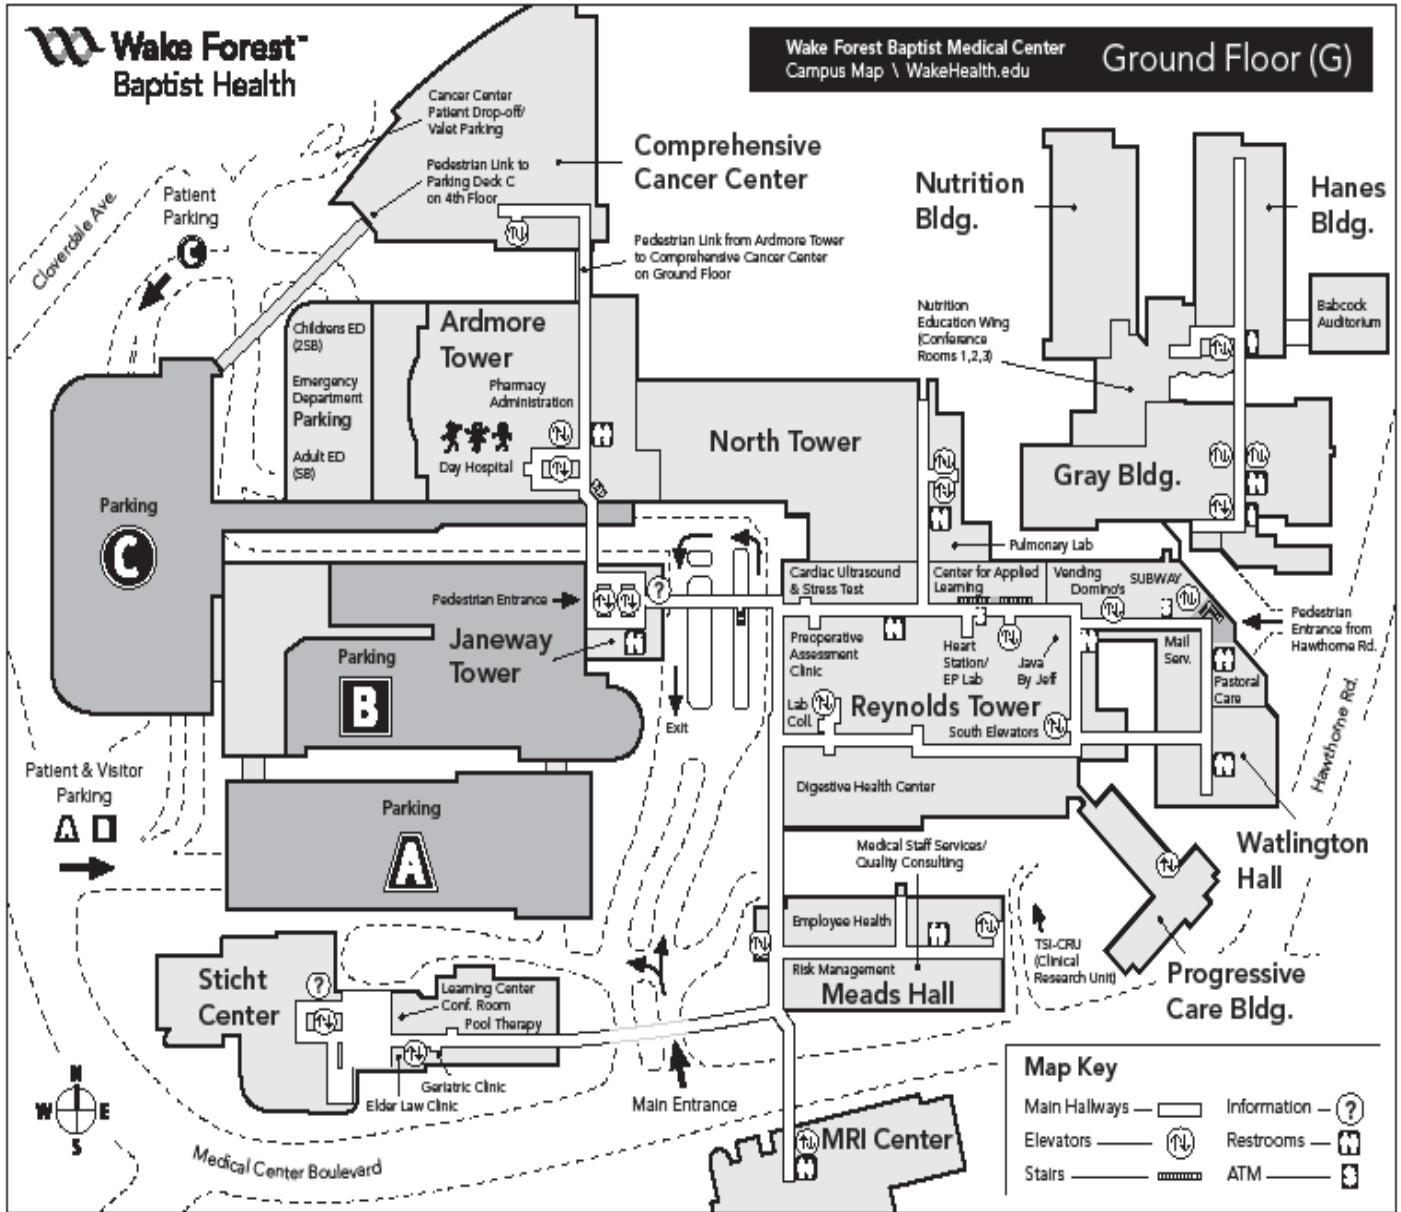 Wake Forest™
Baptist Health
Wake Forest Baptist Medical Center
Campus Map \ WakeHealth.edu
Ground Floor (G)
Cancer Center
Patient Drop-off/
Valet Parking
Pedestrian Link to
Parking Deck C
on 4th Floor
Comprehensive
Cancer Center
Pedestrian Link from Ardmore Tower
to Comprehensive Cancer Center
on Ground Floor
Nutrition
Bldg.
Hanes
Bldg.
Cloverdale Ave.
Patient
Parking
C
Nutrition
Education Wing
(Conference
Rooms 1,2,3)
Babcock
Auditorium
Childrens ED
(2SB)
Emergency
Department
Parking
Adult ED
(SB)
Ardmore
Tower
Pharmacy
Administration
Day Hospital
North Tower
Gray Bldg.
Parking
C
Pulmonary Lab
Cardiac Ultrasound
& Stress Test
Center for Applied
Learning
Vending
Domino's
SUBWAY
Pedestrian Entrance
?
Janeway
Tower
Parking
B
Preoperative
Assessment
Clinic
Heart
Station/
EP Lab
Java
By Jeff
Mail
Serv.
Pedestrian
Entrance from
Hawthorne Rd.
Pastoral
Care
Lab
Coll.
Reynolds Tower
South Elevators
Exit
Hawthorne Rd.
Patient & Visitor
Parking
A
Parking
A
Digestive Health Center
Medical Staff Services/
Quality Consulting
Watlington
Hall
Employee Health
Risk Management
Meads Hall
TSI-CRU
(Clinical
Research Unit)
Progressive
Care Bldg.
Sticht
Center
?
Learning Center
Conf. Room
Pool Therapy
Geriatric Clinic
Elder Law Clinic
Main Entrance
MRI Center
Medical Center Boulevard
N
W E
S
Map Key
Main Hallways
Information
?
Elevators
Restrooms
Stairs
ATM